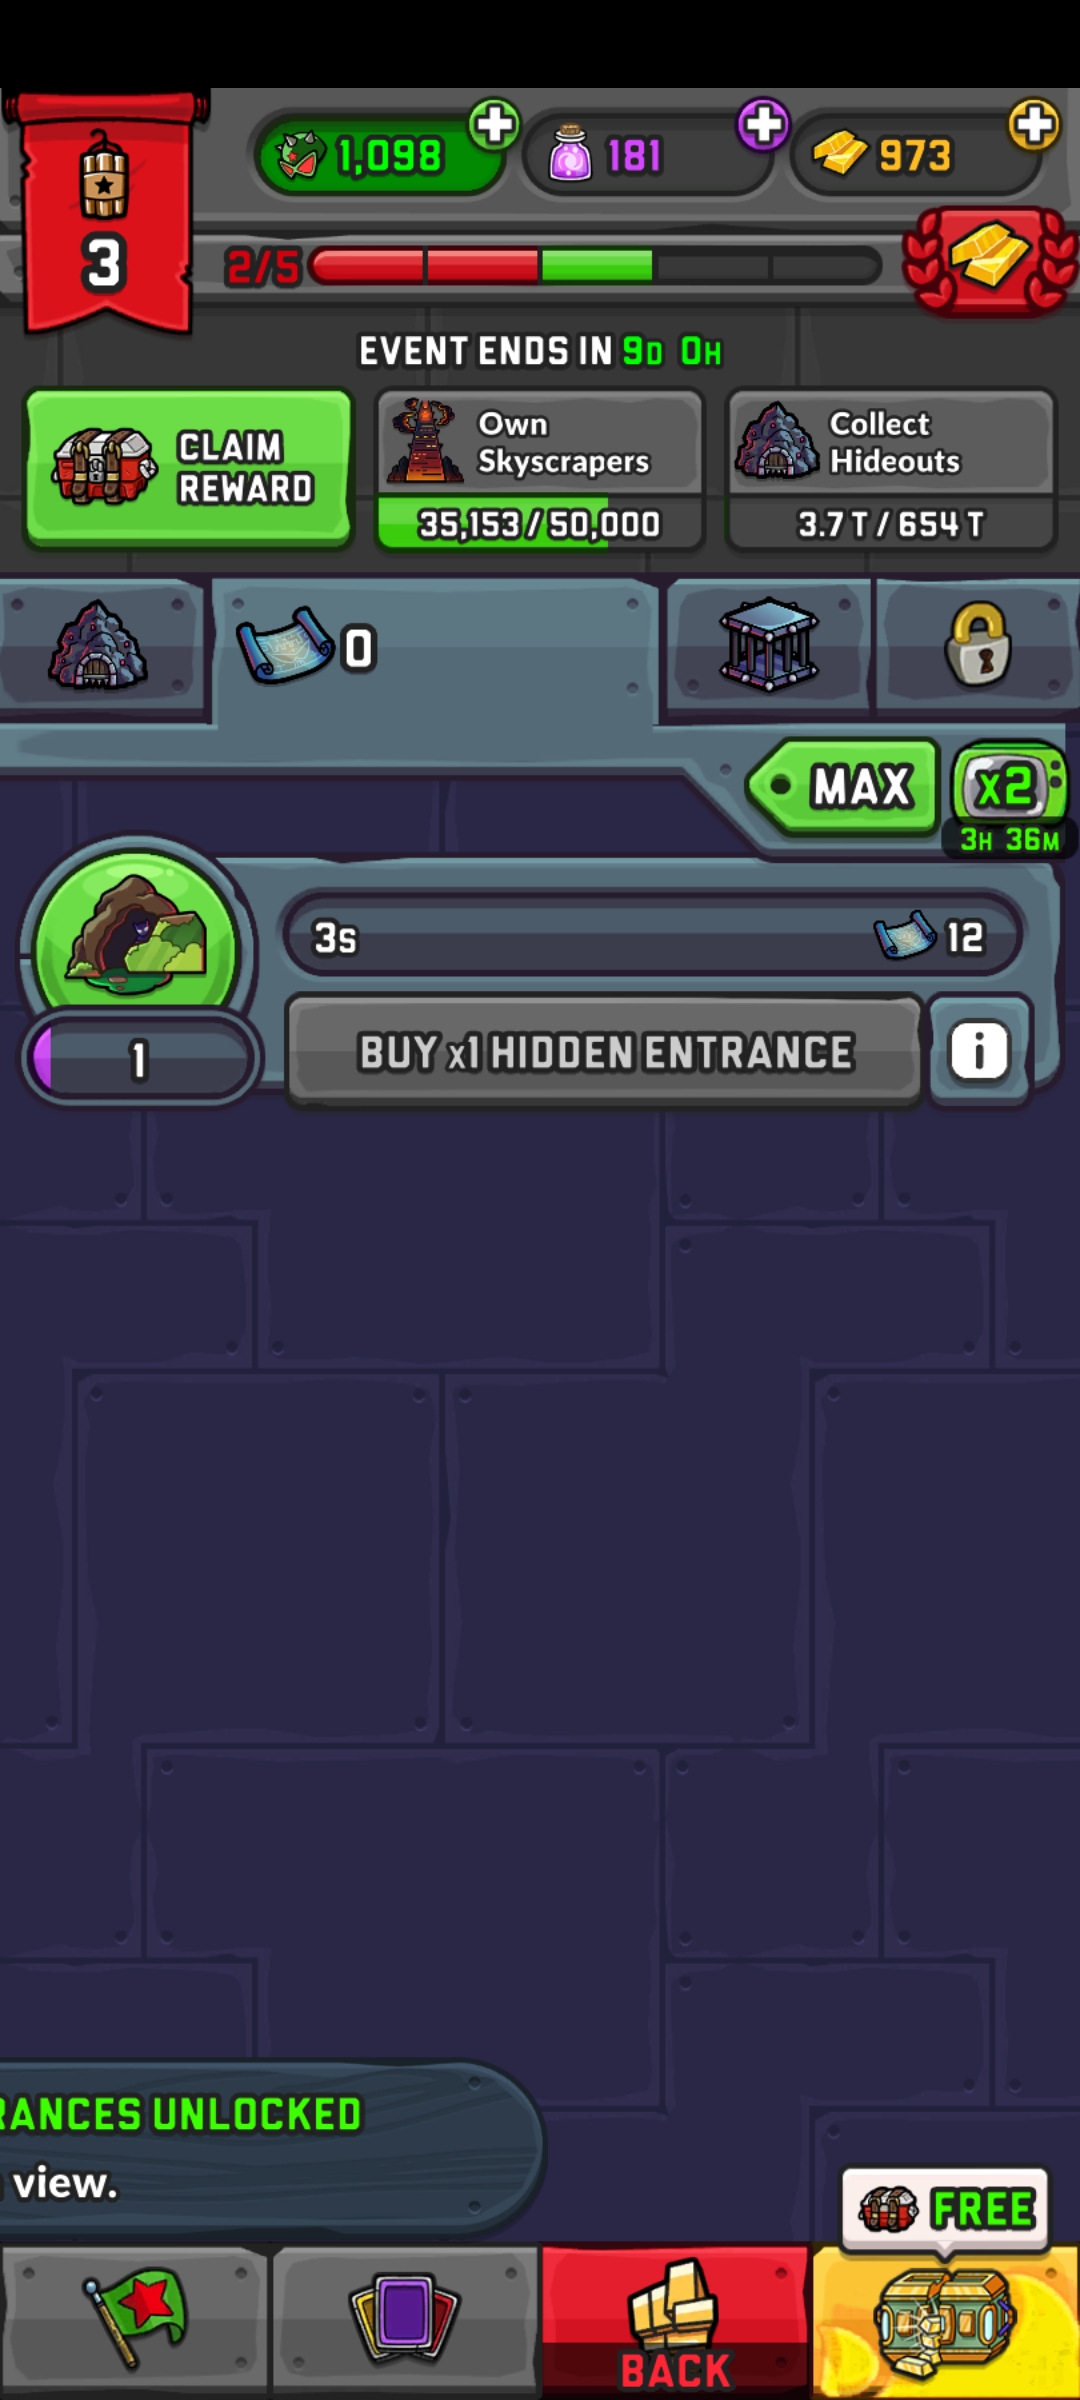 1,098
181
973
3
2/5
EVENT ENDS IN 9D 0H
CLAIM
REWARD
Own
Skyscrapers
35,153/50,000
Collect
Hideouts
3.7 T / 654 T
0
MAX
x2
3H 36M
3s
12
1
BUY x1 HIDDEN ENTRANCE
i
RANCES UNLOCKED
view.
FREE
BACK